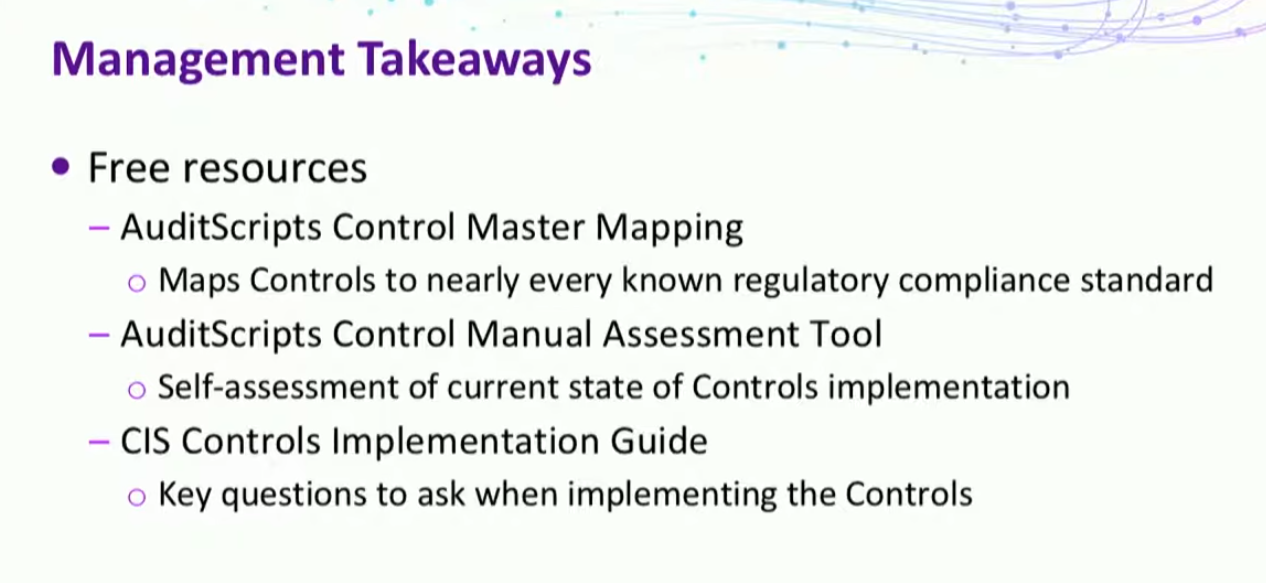 Management Takeaways
• Free resources
– AuditScripts Control Master Mapping
○ Maps Controls to nearly every known regulatory compliance standard
– AuditScripts Control Manual Assessment Tool
○ Self-assessment of current state of Controls implementation
– CIS Controls Implementation Guide
○ Key questions to ask when implementing the Controls